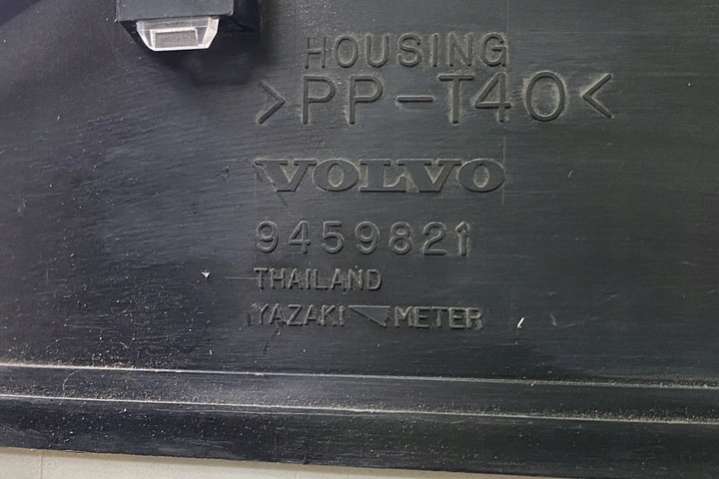 HOUSING
>PP-T40<
VOLVO
9459821
THAILAND
YAZAKI METER